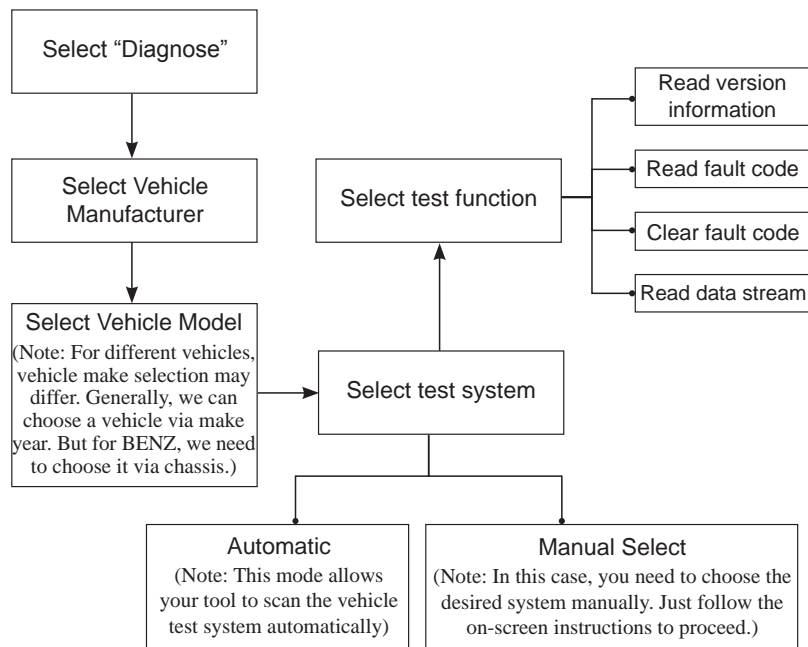 Select “Diagnose”
Select Vehicle
Manufacturer
Select Vehicle Model
(Note: For different vehicles,
vehicle make selection may
differ. Generally, we can
choose a vehicle via make
year. But for BENZ, we need
to choose it via chassis.)
Select test system
Automatic
(Note: This mode allows
your tool to scan the vehicle
test system automatically)
Manual Select
(Note: In this case, you need to choose the
desired system manually. Just follow the
on-screen instructions to proceed.)
Select test function
Read version
information
Read fault code
Clear fault code
Read data stream